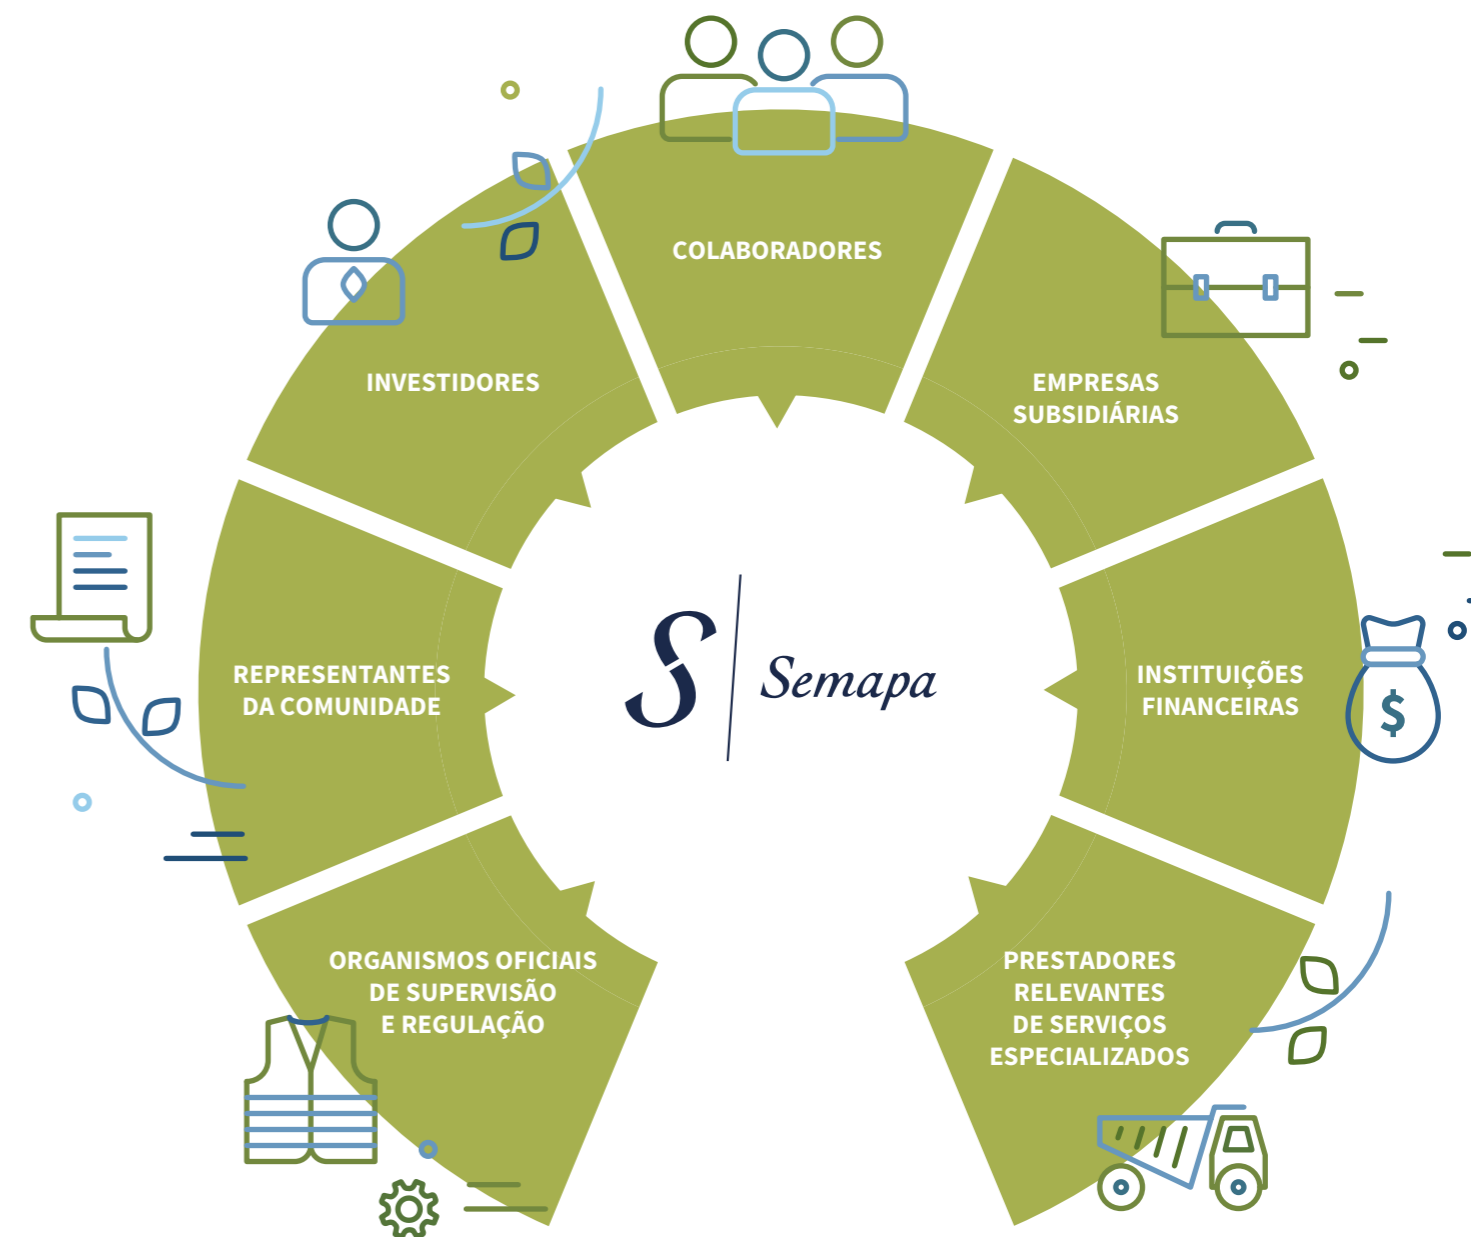 COLABORADORES
INVESTIDORES
EMPRESAS
SUBSIDIÁRIAS
REPRESENTANTES
DA COMUNIDADE
S
Semapa
INSTITUIÇÕES
FINANCEIRAS
$
ORGANISMOS OFICIAIS
DE SUPERVISÃO
E REGULAÇÃO
PRESTADORES
RELEVANTES
DE SERVIÇOS
ESPECIALIZADOS